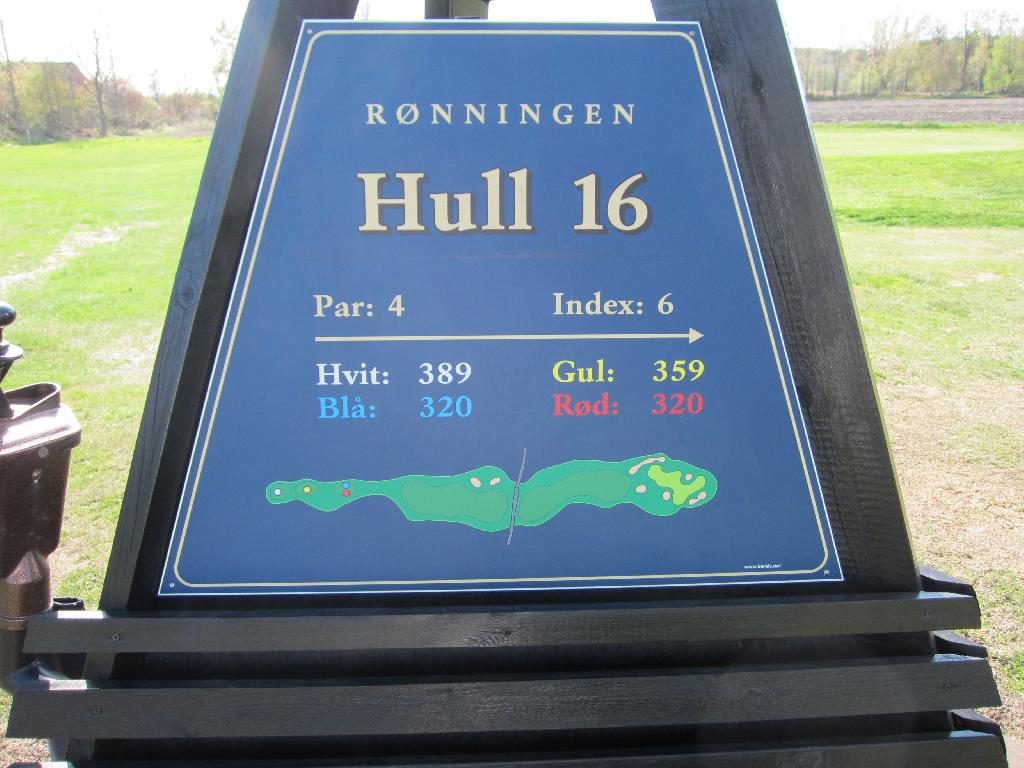 RØNNINGEN
Hull 16
Par: 4 Index: 6
Hvit: 389 Gul: 359
Blå: 320 Rød: 320